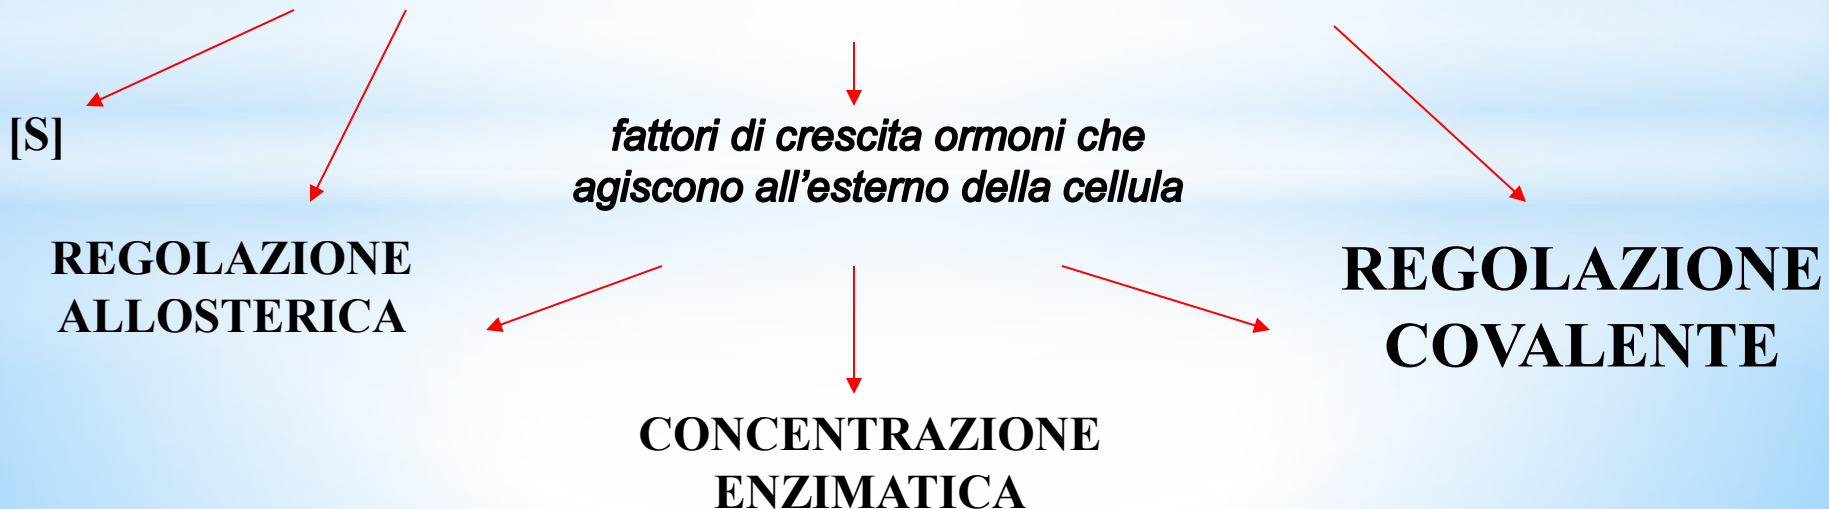 [S]
fattori di crescita ormoni che
agiscono all’esterno della cellula
REGOLAZIONE
ALLOSTERICA
REGOLAZIONE
COVALENTE
CONCENTRAZIONE
ENZIMATICA